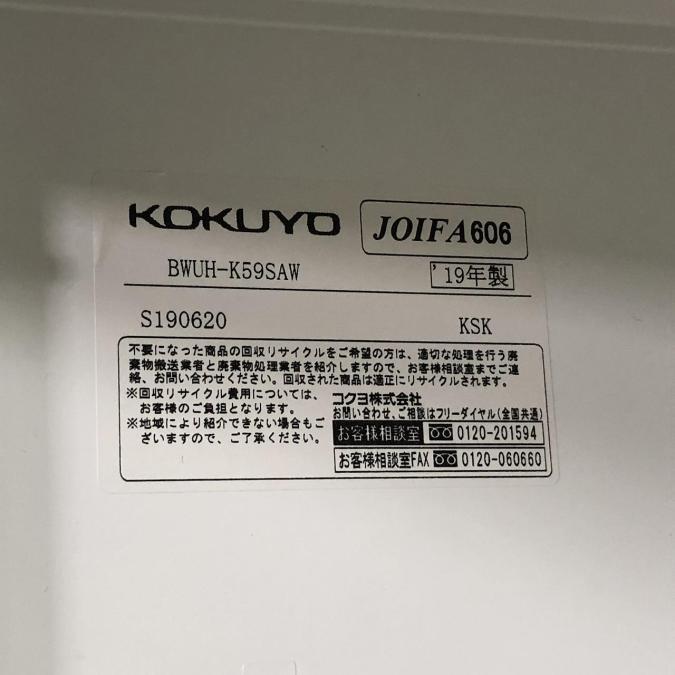 KOKUYO JOIFA606
BWUH-K59SAW '19年製
S190620 KSK
不要になった商品の回収リサイクルをご希望の方は、適切な処理を行う廃
棄物搬送業者と廃棄物処理業者を紹介しますので、お客様相談室までご連
絡、お問い合わせください。回収された商品は適正にリサイクルされます。
※回収リサイクル費用については、
お客様のご負担となります。
※地域により紹介できない場合もご
ざいますので、ご了承ください。
コクヨ株式会社
お問い合わせ、ご相談はフリーダイヤル(全国共通)
お客様相談室 0120-201594
お客様相談室FAX 0120-060660